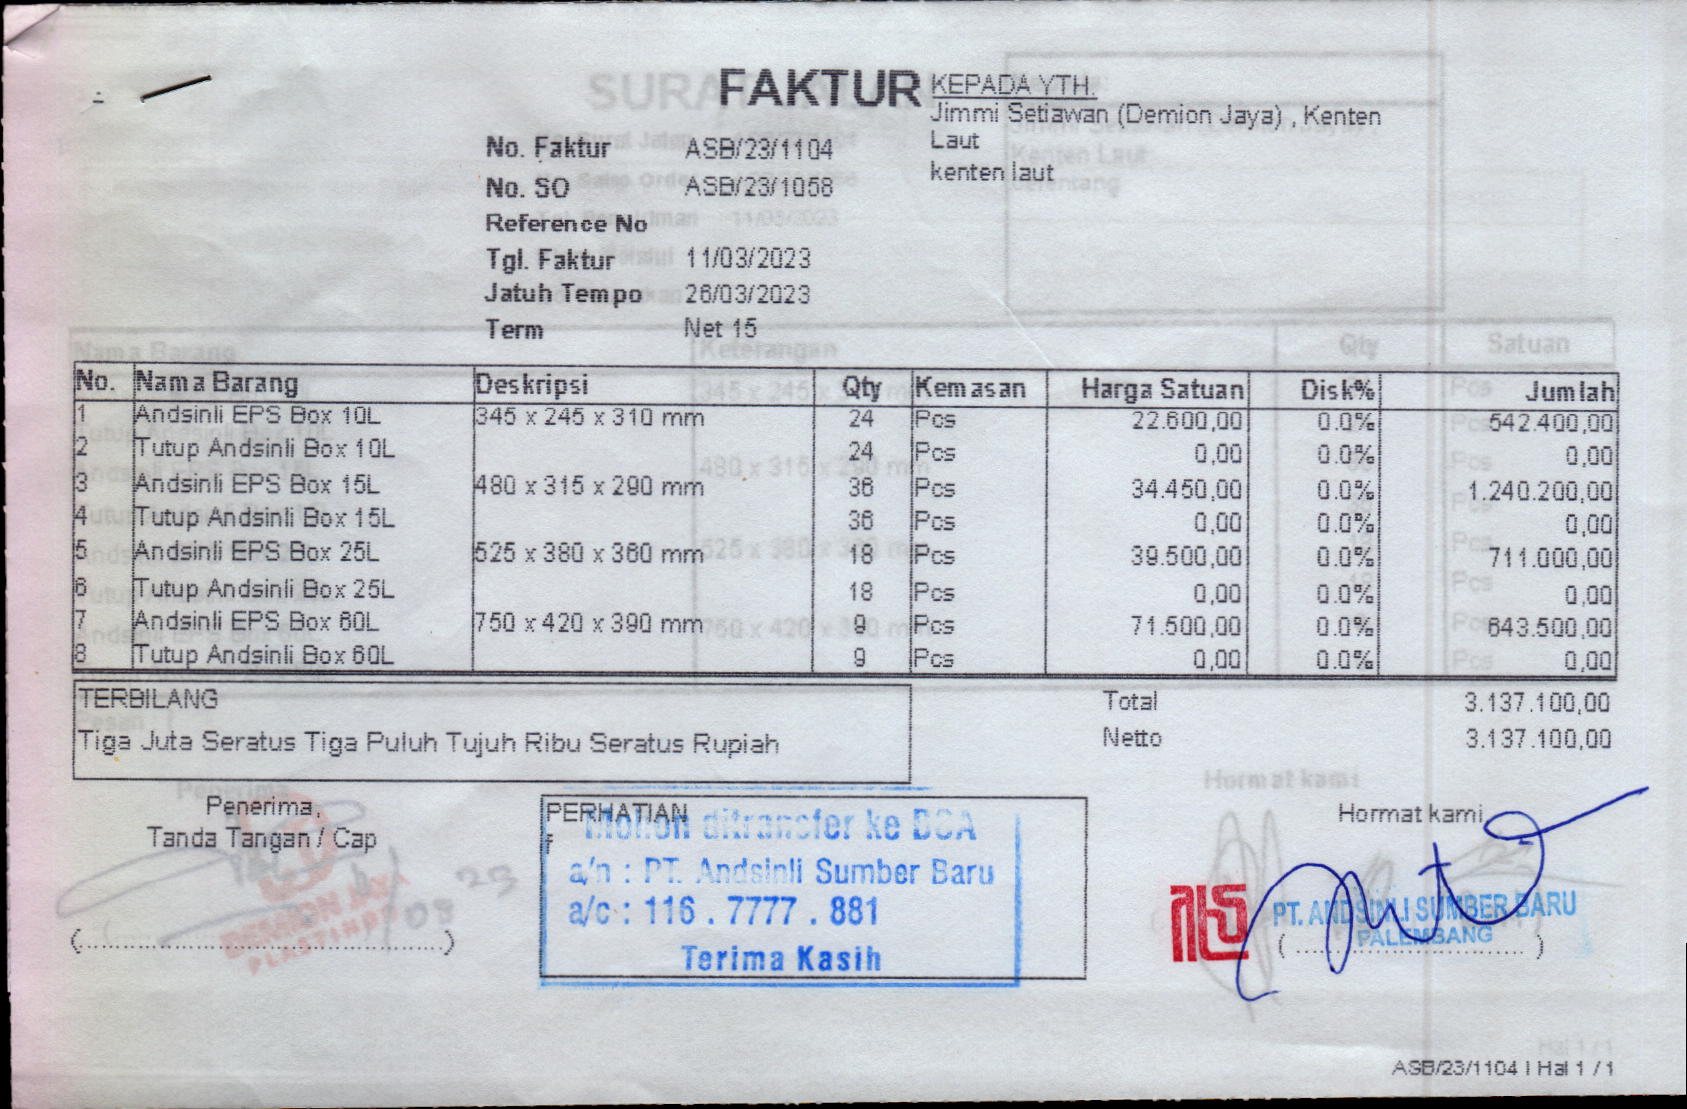 FAKTUR
KEPADA YTH.
Jimmi Setiawan (Demion Jaya) , Kenten
Laut
kenten laut
No. Faktur ASB/23/1104
No. SO ASB/23/1058
Reference No
Tgl. Faktur 11/03/2023
Jatuh Tempo 26/03/2023
Term Net 15
No. Nama Barang Deskripsi Qty Kemasan Harga Satuan Disk% Jumlah
1 Andsinli EPS Box 10L 345 x 245 x 310 mm 24 Pcs 22.600,00 0.0% 542.400,00
2 Tutup Andsinli Box 10L 24 Pcs 0,00 0.0% 0,00
3 Andsinli EPS Box 15L 480 x 315 x 290 mm 36 Pcs 34.450,00 0.0% 1.240.200,00
4 Tutup Andsinli Box 15L 36 Pcs 0,00 0.0% 0,00
5 Andsinli EPS Box 25L 525 x 380 x 360 mm 18 Pcs 39.500,00 0.0% 711.000,00
6 Tutup Andsinli Box 25L 18 Pcs 0,00 0.0% 0,00
7 Andsinli EPS Box 60L 750 x 420 x 390 mm 9 Pcs 71.500,00 0.0% 643.500,00
8 Tutup Andsinli Box 60L 9 Pcs 0,00 0.0% 0,00
TERBILANG
Tiga Juta Seratus Tiga Puluh Tujuh Ribu Seratus Rupiah
Total 3.137.100,00
Netto 3.137.100,00
Penerima,
Tanda Tangan / Cap
PERHATIAN
Mohon ditransfer ke BCA
a/n : PT. Andsinli Sumber Baru
a/c : 116 . 7777 . 881
Terima Kasih
Hormat kami
PT. ANDSINLI SUMBER BARU
PALEMBANG
ASB/23/1104 | Hal 1 / 1